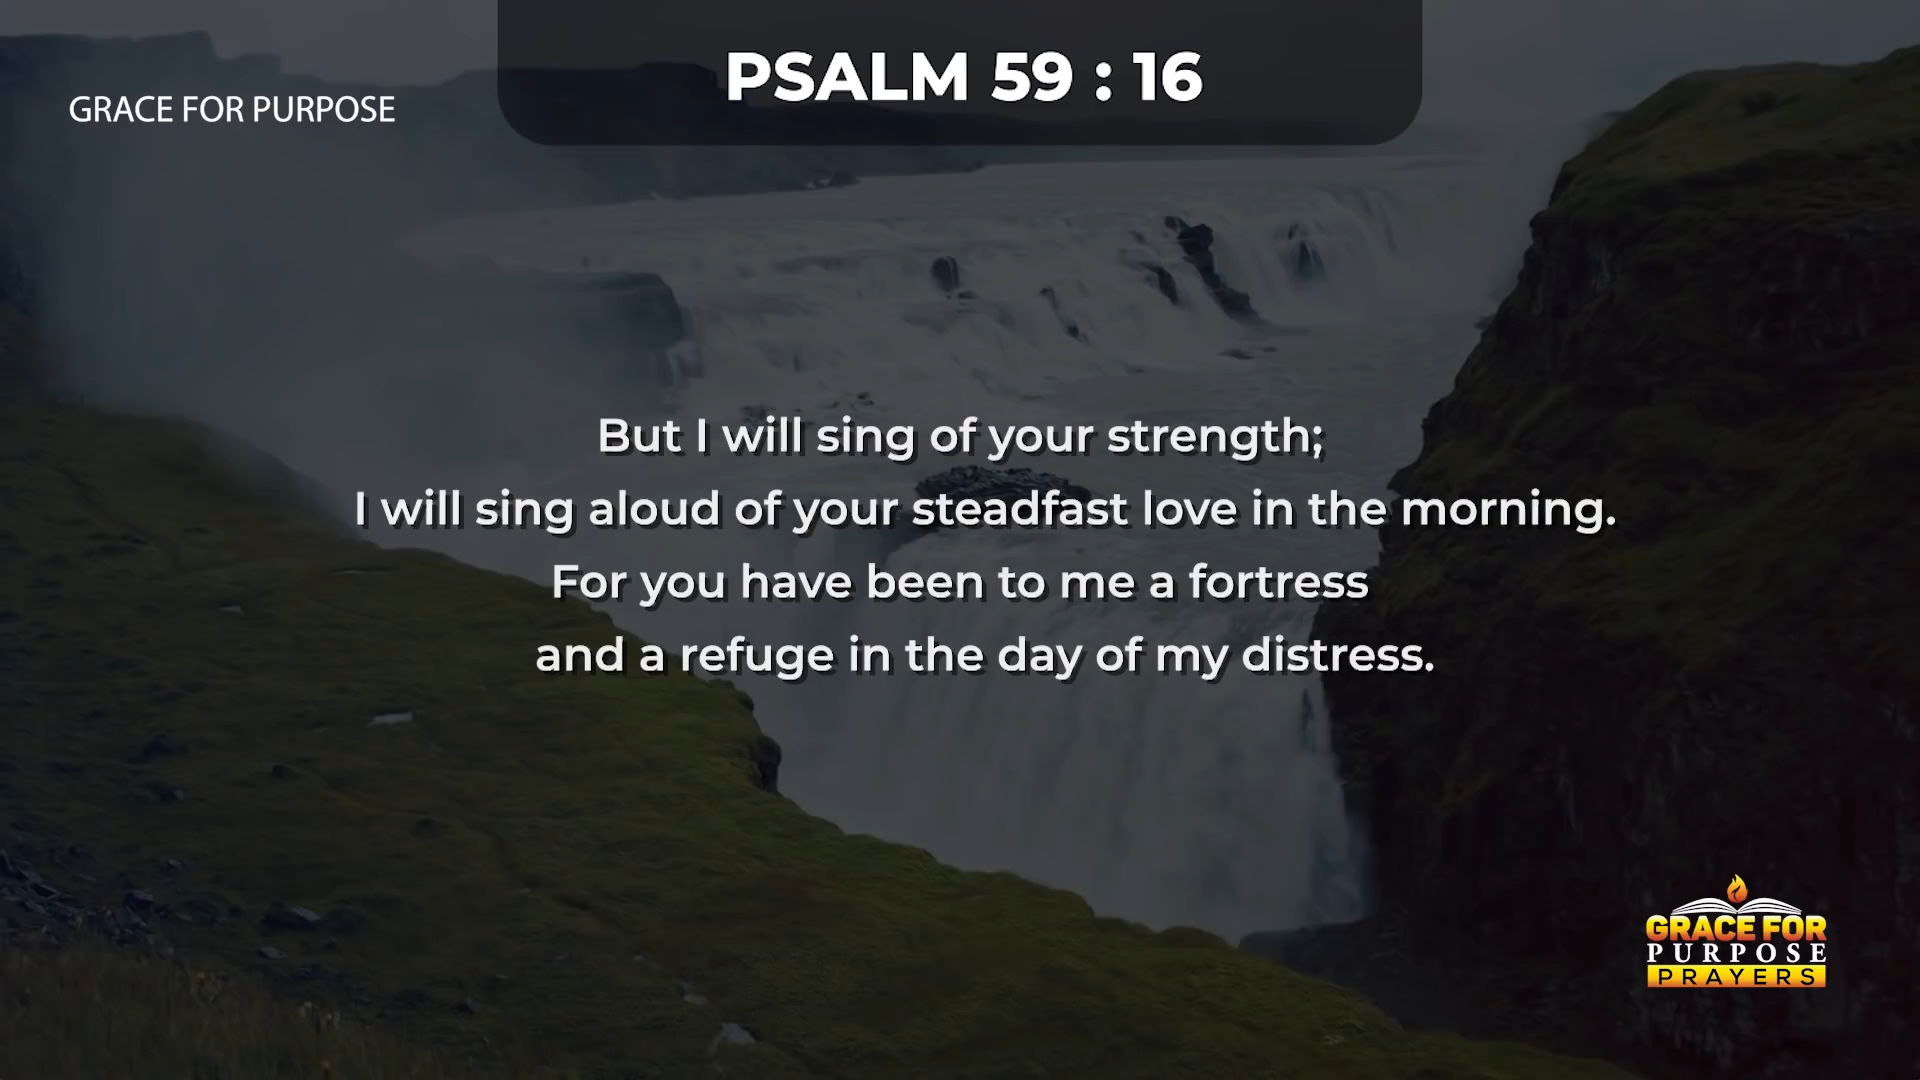 PSALM 59 : 16
GRACE FOR PURPOSE
But I will sing of your strength;
I will sing aloud of your steadfast love in the morning.
For you have been to me a fortress
and a refuge in the day of my distress.
GRACE FOR
PURPOSE
PRAYERS